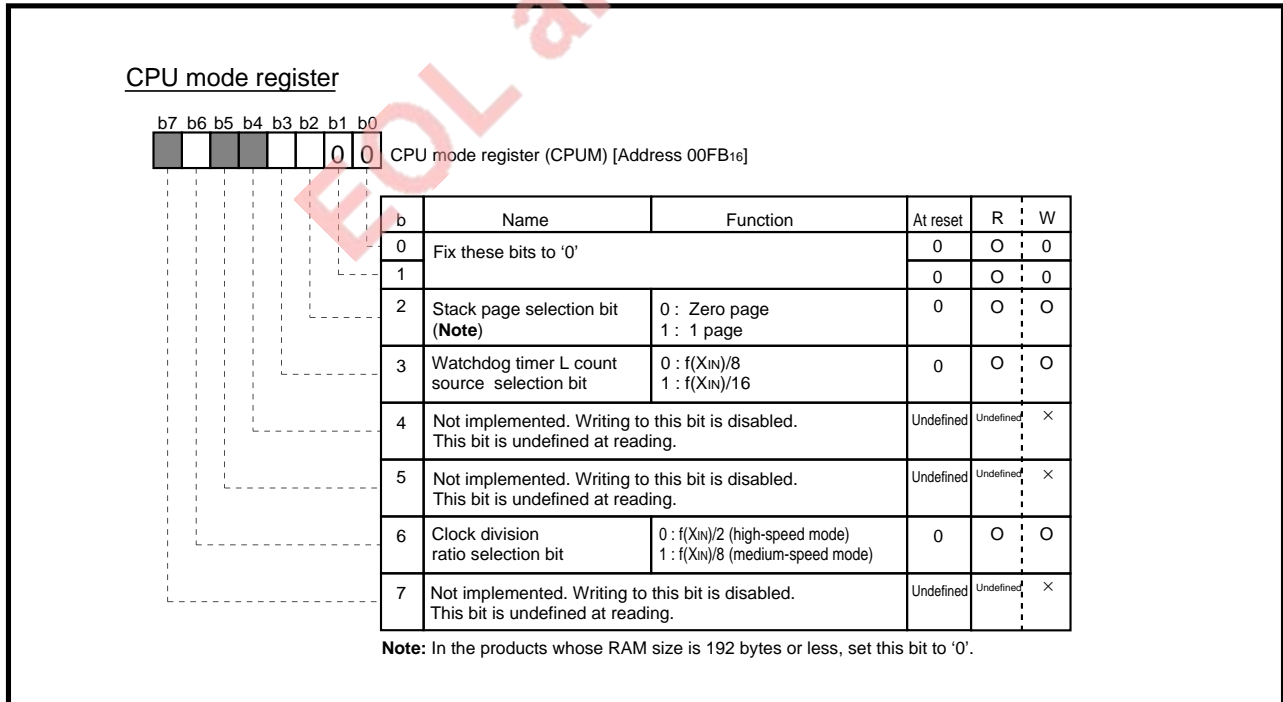 EOL a
CPU mode register
b7 b6 b5 b4 b3 b2 b1 b0
0 0 CPU mode register (CPUM) [Address 00FB16]
b Name Function At reset R W
0 Fix these bits to ‘0’ 0 O 0
1 0 O 0
2 Stack page selection bit 0 : Zero page 0 O O
(Note) 1 : 1 page
3 Watchdog timer L count 0 : f(XIN)/8 0 O O
source selection bit 1 : f(XIN)/16
4 Not implemented. Writing to this bit is disabled. Undefined Undefined ×
This bit is undefined at reading.
5 Not implemented. Writing to this bit is disabled. Undefined Undefined ×
This bit is undefined at reading.
6 Clock division 0 : f(XIN)/2 (high-speed mode) 0 O O
ratio selection bit 1 : f(XIN)/8 (medium-speed mode)
7 Not implemented. Writing to this bit is disabled. Undefined Undefined ×
This bit is undefined at reading.
Note: In the products whose RAM size is 192 bytes or less, set this bit to ‘0’.